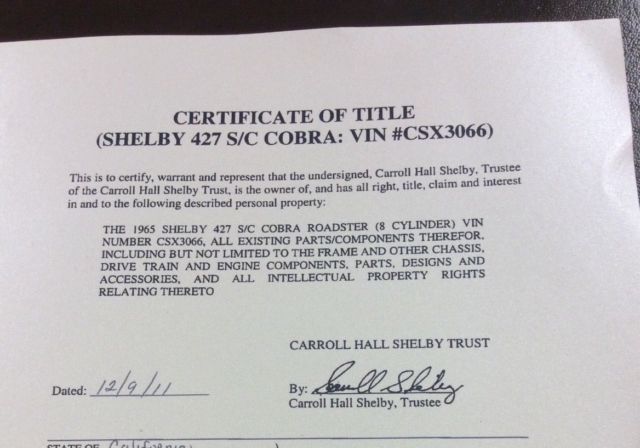 CERTIFICATE OF TITLE
(SHELBY 427 S/C COBRA: VIN #CSX3066)
This is to certify, warrant and represent that the undersigned, Carroll Hall Shelby, Trustee
of the Carroll Hall Shelby Trust, is the owner of, and has all right, title, claim and interest
in and to the following described personal property:
THE 1965 SHELBY 427 S/C COBRA ROADSTER (8 CYLINDER) VIN
NUMBER CSX3066, ALL EXISTING PARTS/COMPONENTS THEREFOR,
INCLUDING BUT NOT LIMITED TO THE FRAME AND OTHER CHASSIS,
DRIVE TRAIN AND ENGINE COMPONENTS, PARTS, DESIGNS AND
ACCESSORIES, AND ALL INTELLECTUAL PROPERTY RIGHTS
RELATING THERETO
CARROLL HALL SHELBY TRUST
Dated: 12/9/11
By: Carroll Shelby
Carroll Hall Shelby, Trustee
STATE OF California )